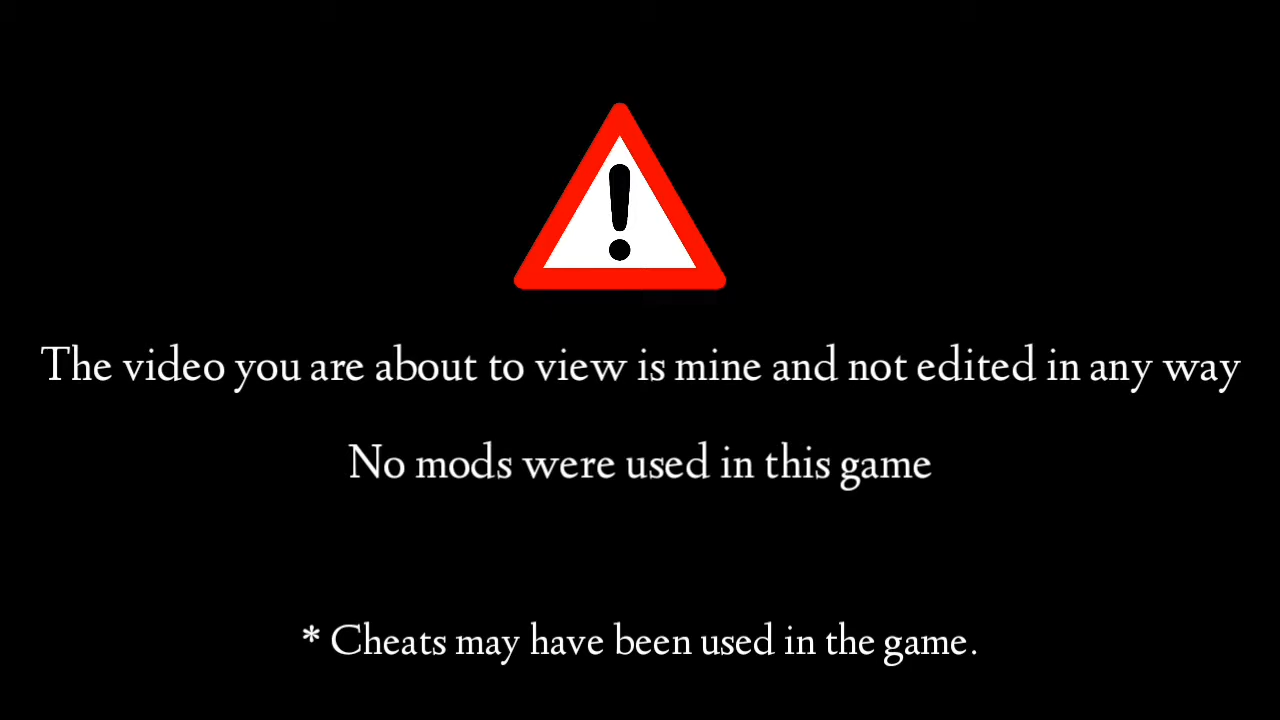 The video you are about to view is mine and not edited in any way
No mods were used in this game
* Cheats may have been used in the game.